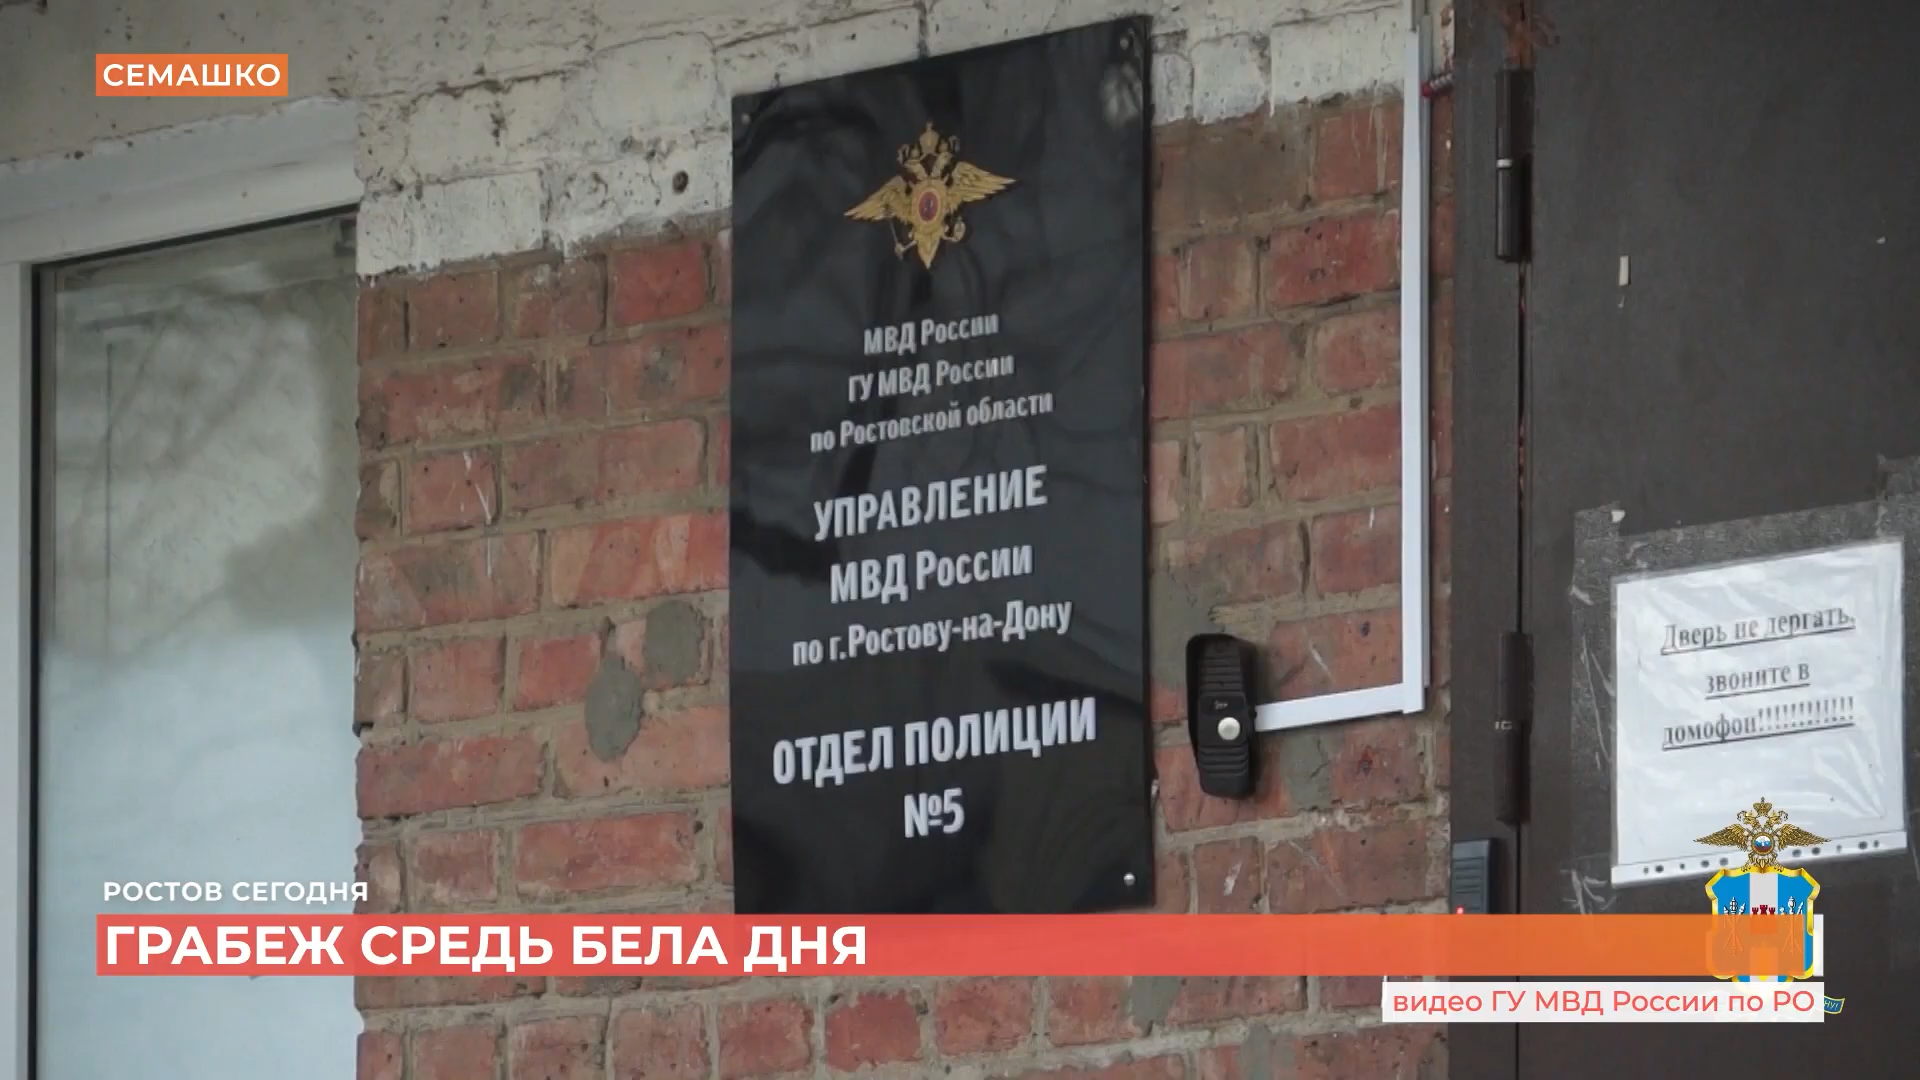 СЕМАШКО
МВД России
ГУ МВД России
по Ростовской области
УПРАВЛЕНИЕ
МВД России
по г.Ростову-на-Дону
ОТДЕЛ ПОЛИЦИИ
№5
Дверь не дергать,
звоните в
домофон!!!!!!!!!!!!
РОСТОВ СЕГОДНЯ
ГРАБЕЖ СРЕДЬ БЕЛА ДНЯ
видео ГУ МВД России по РО